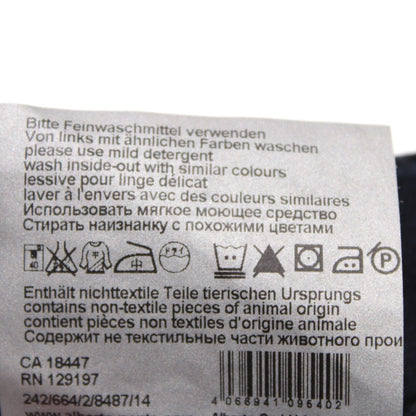 Bitte Feinwaschmittel verwenden
Von links mit ähnlichen Farben waschen
please use mild detergent
wash inside-out with similar colours
lessive pour linge délicat
laver à l'envers avec des couleurs similaires
Использовать мягкое моющее средство
Стирать наизнанку с похожими цветами
40
P
Enthält nichttextile Teile tierischen Ursprungs
contains non-textile pieces of animal origin
contient pièces non textiles d'origine animale
Содержит не текстильные части животного прои
CA 18447
RN 129197
242/664/2/8487/14
4 066941 096402